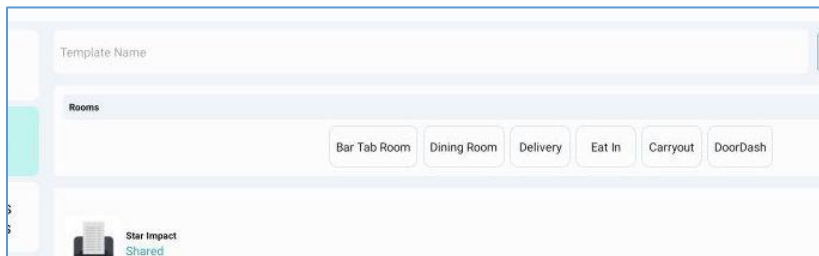 Template Name
Rooms
Bar Tab Room Dining Room Delivery Eat In Carryout DoorDash
Star Impact
Shared